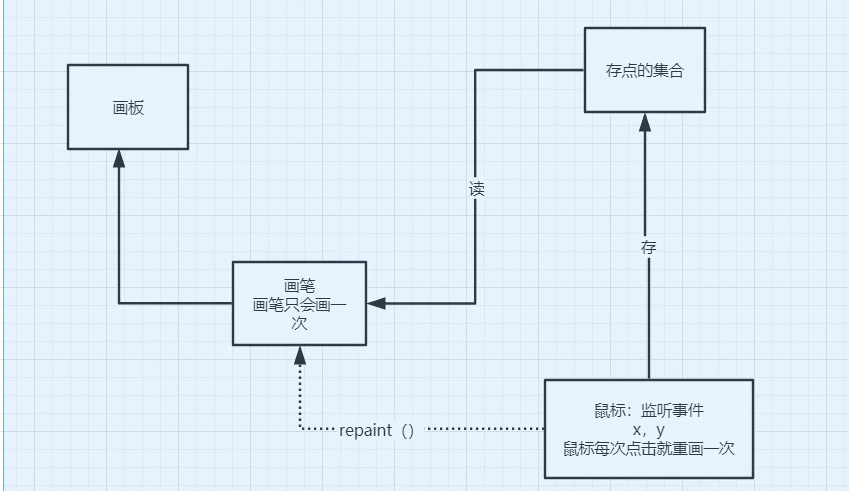 存点的集合
画板
读
存
画笔
画笔只会画一
次
鼠标：监听事件
x，y
鼠标每次点击就重画一次
repaint（）